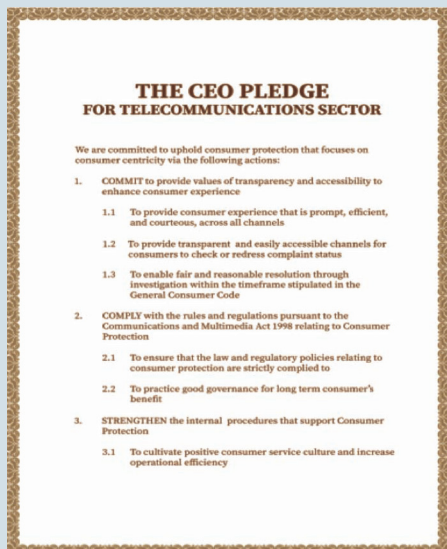 THE CEO PLEDGE
FOR TELECOMMUNICATIONS SECTOR
We are committed to uphold consumer protection that focuses on
consumer centricity via the following actions:
1. COMMIT to provide values of transparency and accessibility to
enhance consumer experience
1.1 To provide consumer experience that is prompt, efficient,
and courteous, across all channels
1.2 To provide transparent and easily accessible channels for
consumers to check or redress complaint status
1.3 To enable fair and reasonable resolution through
investigation within the timeframe stipulated in the
General Consumer Code
2. COMPLY with the rules and regulations pursuant to the
Communications and Multimedia Act 1998 relating to Consumer
Protection
2.1 To ensure that the law and regulatory policies relating to
consumer protection are strictly complied to
2.2 To practice good governance for long term consumer's
benefit
3. STRENGTHEN the internal procedures that support Consumer
Protection
3.1 To cultivate positive consumer service culture and increase
operational efficiency